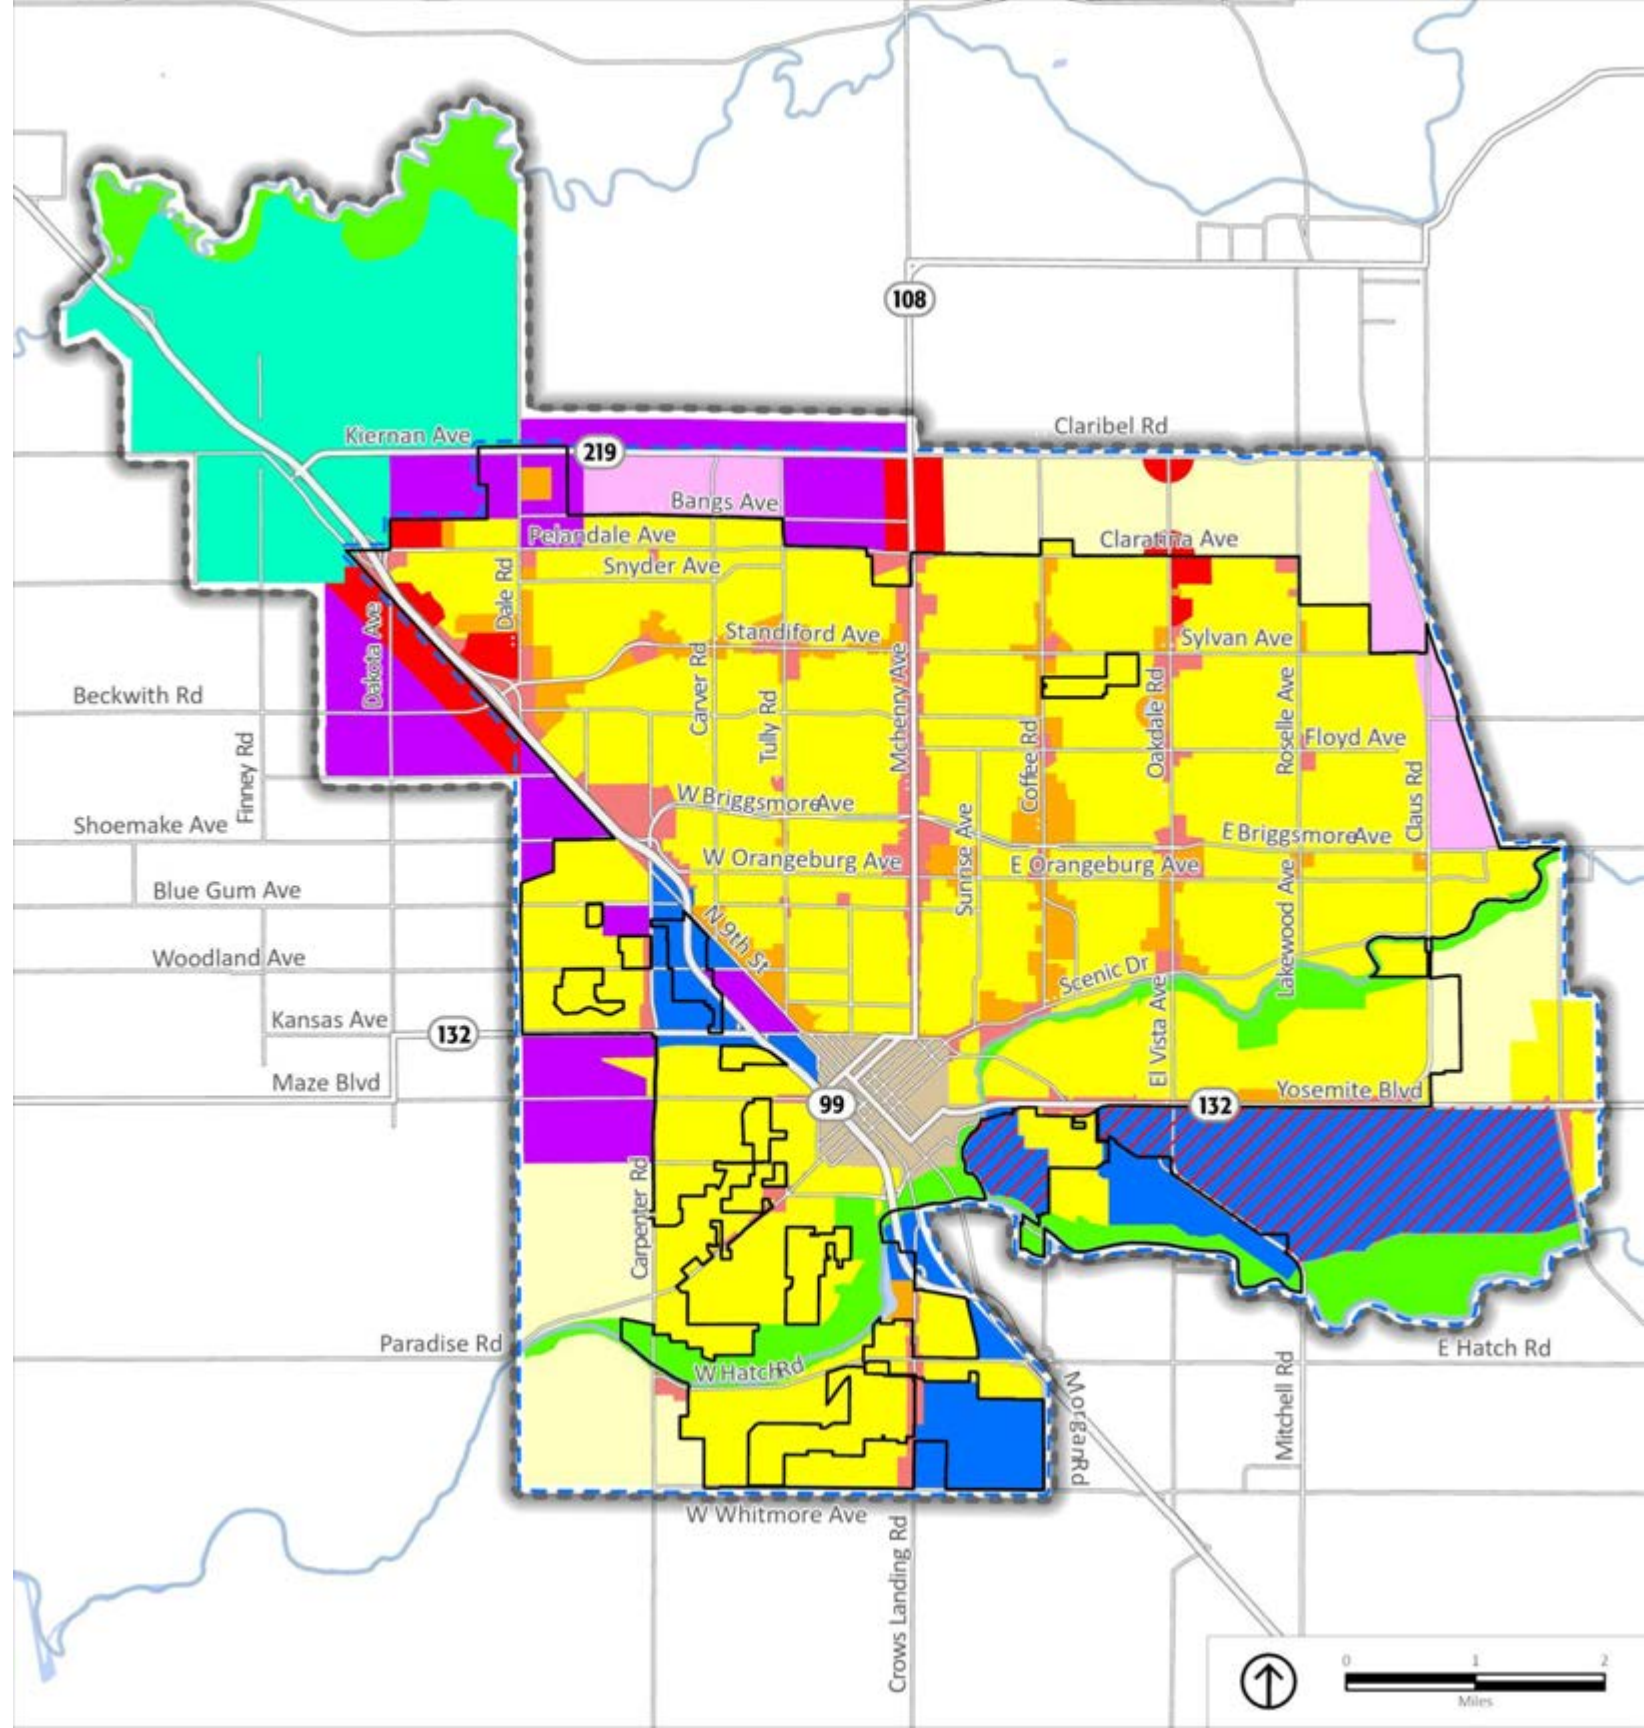 108
Claribel Rd
Kiernan Ave
219
Bangs Ave
Pelandale Ave
Claratina Ave
Snyder Ave
Dale Rd
Dakota Ave
Standiford Ave
Sylvan Ave
Carver Rd
Tully Rd
Mchenry Ave
Coffee Rd
Oakdale Rd
Roselle Ave
Beckwith Rd
Floyd Ave
Finney Rd
Claus Rd
W Briggsmore Ave
Shoemake Ave
E Briggsmore Ave
Sunrise Ave
W Orangeburg Ave
E Orangeburg Ave
Blue Gum Ave
Lakewood Ave
N 9th St
Woodland Ave
Scenic Dr
El Vista Ave
Kansas Ave
132
Maze Blvd
Yosemite Blvd
99
132
Carpenter Rd
Paradise Rd
W Hatch Rd
E Hatch Rd
Morgan Rd
Mitchell Rd
W Whitmore Ave
Crows Landing Rd
0 1 2
Miles